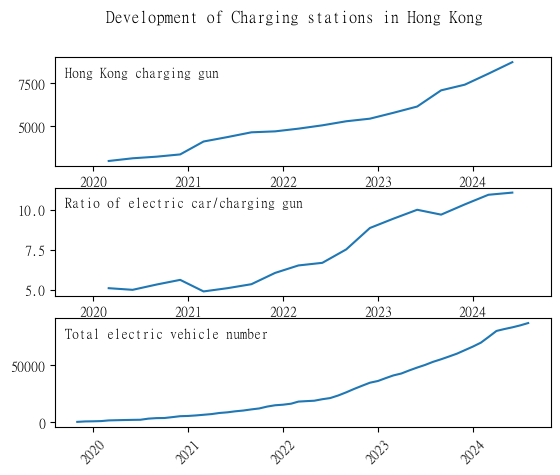 Development of Charging stations in Hong Kong
Hong Kong charging gun
7500
5000
2020 2021 2022 2023 2024
Ratio of electric car/charging gun
10.0
7.5
5.0
2020 2021 2022 2023 2024
Total electric vehicle number
50000
0
2020 2021 2022 2023 2024